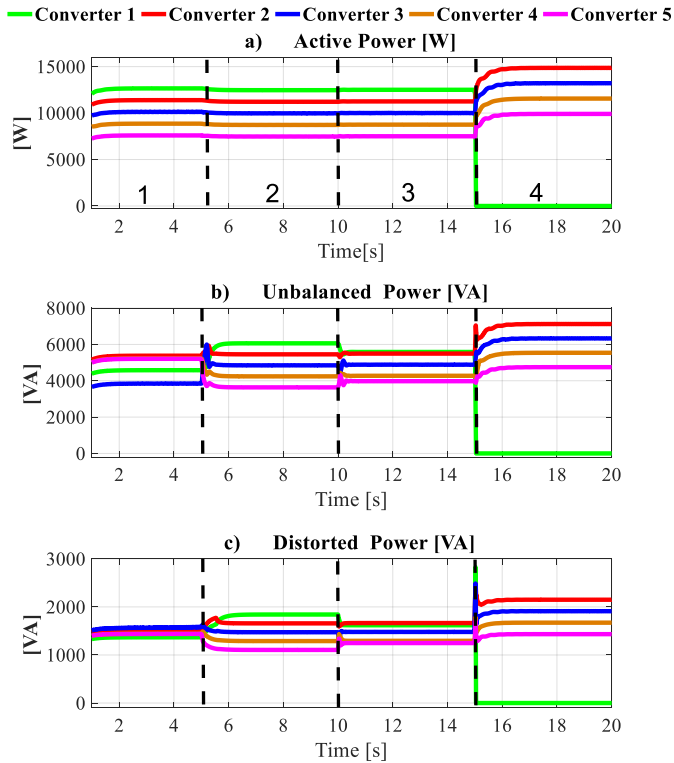 Converter 1 Converter 2 Converter 3 Converter 4 Converter 5
a) Active Power [W]
15000
10000
5000
0
[W]
1 2 3 4
2 4 6 8 10 12 14 16 18 20
Time[s]
b) Unbalanced Power [VA]
8000
6000
4000
2000
0
[VA]
2 4 6 8 10 12 14 16 18 20
Time [s]
c) Distorted Power [VA]
3000
2000
1000
0
[VA]
2 4 6 8 10 12 14 16 18 20
Time [s]